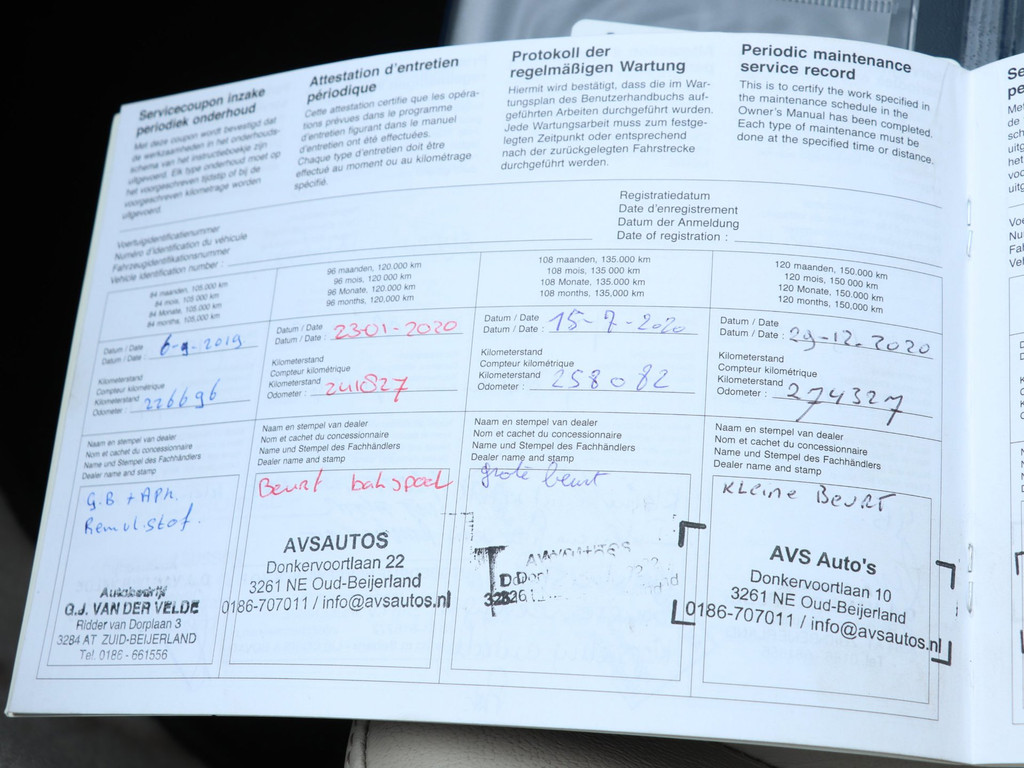 Servicecoupon inzake
periodiek onderhoud
Met deze coupon wordt bevestigd dat
de werkzaamheden in het onderhouds-
schema van het instructieboekje zijn
uitgevoerd. Elk type onderhoud moet op
het voorgeschreven tijdstip of bij de
voorgeschreven kilometrage worden
uitgevoerd.
Attestation d'entretien
périodique
Cette attestation certifie que les opéra-
tions prévues dans le programme
d'entretien figurant dans le manuel
d'entretien ont été effectuées.
Chaque type d'entretien doit être
effectué au moment ou au kilométrage
spécifié.
Protokoll der
regelmäßigen Wartung
Hiermit wird bestätigt, dass die im War-
tungsplan des Benutzerhandbuchs auf-
geführten Arbeiten durchgeführt wurden.
Jede Wartungsarbeit muss zum festge-
legten Zeitpunkt oder entsprechend
nach der zurückgelegten Fahrstrecke
durchgeführt werden.
Periodic maintenance
service record
This is to certify the work specified in
the maintenance schedule in the
Owner's Manual has been completed.
Each type of maintenance must be
done at the specified time or distance.
Voertuigidentificatienummer
Numéro d'identification du véhicule
Fahrzeugidentifikationsnummer
Vehicle identification number :
Registratiedatum
Date d'enregistrement
Datum der Anmeldung
Date of registration :
84 maanden, 105.000 km
84 mois, 105 000 km
84 Monate, 105.000 km
84 months, 105,000 km
Datum / Date
Datum / Date : 6-9-2019
Kilometerstand
Compteur kilométrique
Kilometerstand
Odometer : 226696
Naam en stempel van dealer
Nom et cachet du concessionnaire
Name und Stempel des Fachhändlers
Dealer name and stamp
G.B + APK.
Remvl.stof.
Autobedrijf
G.J. VAN DER VELDE
Ridder van Dorplaan 3
3284 AT ZUID-BEIJERLAND
Tel. 0186 - 661556
96 maanden, 120.000 km
96 mois, 120 000 km
96 Monate, 120.000 km
96 months, 120,000 km
Datum / Date
Datum / Date : 23-01-2020
Kilometerstand
Compteur kilométrique
Kilometerstand
Odometer : 241827
Naam en stempel van dealer
Nom et cachet du concessionnaire
Name und Stempel des Fachhändlers
Dealer name and stamp
Beurt
AVSAUTOS
Donkervoortlaan 22
3261 NE Oud-Beijerland
0186-707011 / info@avsautos.nl
108 maanden, 135.000 km
108 mois, 135 000 km
108 Monate, 135.000 km
108 months, 135,000 km
Datum / Date
Datum / Date : 15-7-2020
Kilometerstand
Compteur kilométrique
Kilometerstand
Odometer : 258082
Naam en stempel van dealer
Nom et cachet du concessionnaire
Name und Stempel des Fachhändlers
Dealer name and stamp
grote beurt
120 maanden, 150.000 km
120 mois, 150 000 km
120 Monate, 150.000 km
120 months, 150,000 km
Datum / Date
Datum / Date : 29-12.2020
Kilometerstand
Compteur kilométrique
Kilometerstand
Odometer : 274327
Naam en stempel van dealer
Nom et cachet du concessionnaire
Name und Stempel des Fachhändlers
Dealer name and stamp
Kleine Beurt
AVS Auto's
Donkervoortlaan 10
3261 NE Oud-Beijerland
0186-707011 / info@avsautos.nl